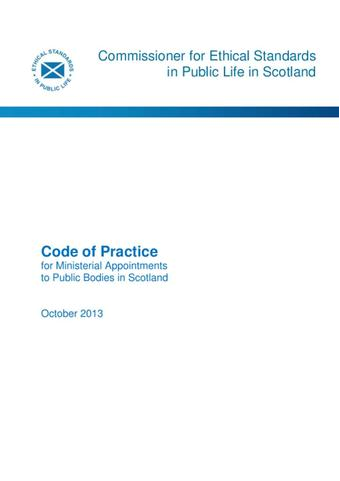 ETHICAL STANDARDS
IN PUBLIC LIFE
Commissioner for Ethical Standards
in Public Life in Scotland
Code of Practice
for Ministerial Appointments
to Public Bodies in Scotland
October 2013